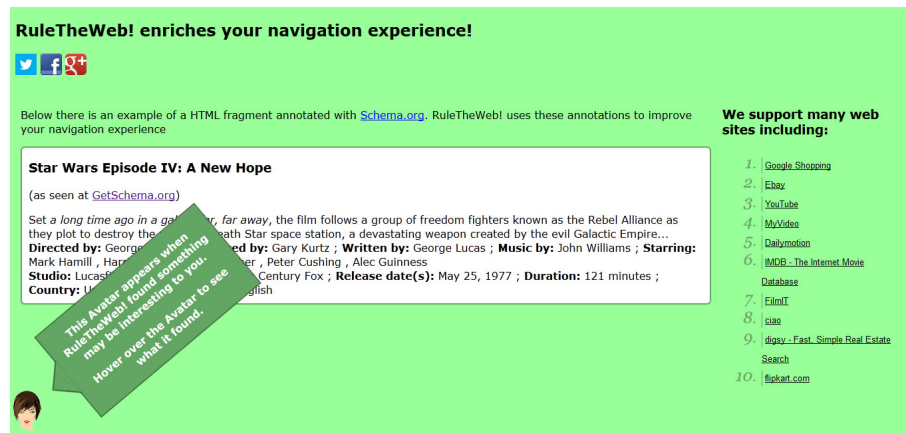 RuleTheWeb! enriches your navigation experience!
Below there is an example of a HTML fragment annotated with Schema.org. RuleTheWeb! uses these annotations to improve
your navigation experience
Star Wars Episode IV: A New Hope
(as seen at GetSchema.org)
Set a long time ago in a far, far away, the film follows a group of freedom fighters known as the Rebel Alliance as
they plot to destroy the Death Star space station, a devastating weapon created by the evil Galactic Empire...
Directed by: George by: Gary Kurtz ; Written by: George Lucas ; Music by: John Williams ; Starring:
Mark Hamill , , Peter Cushing , Alec Guinness
Studio: Century Fox ; Release date(s): May 25, 1977 ; Duration: 121 minutes ;
Country:
This Avatar appears when
RuleTheWeb! found something
may be interesting to you.
Hover over the Avatar to see
what it found.
We support many web
sites including:
1. Google Shopping
2. Ebay
3. YouTube
4. MyVideo
5. Dailymotion
6. IMDB - The Internet Movie
Database
7. FilmIT
8. ciao
9. digsy - Fast, Simple Real Estate
Search
10. flipkart.com